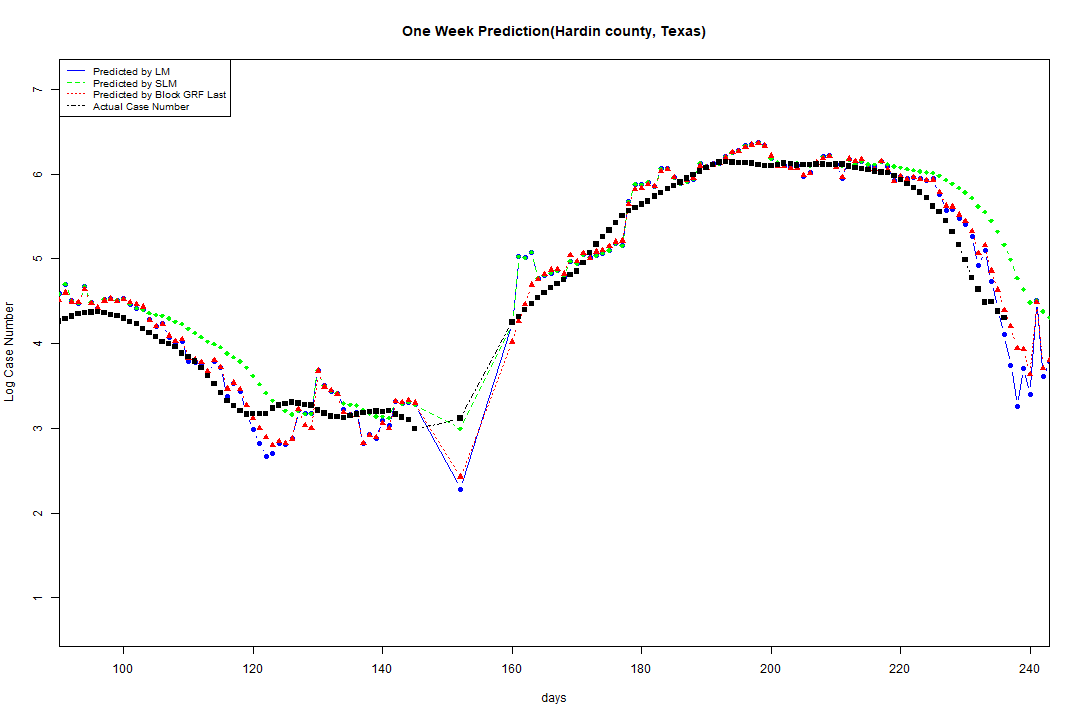 One Week Prediction(Hardin county, Texas)
Predicted by LM
Predicted by SLM
Predicted by Block GRF Last
Actual Case Number
7
6
5
4
3
2
1
Log Case Number
100 120 140 160 180 200 220 240
days